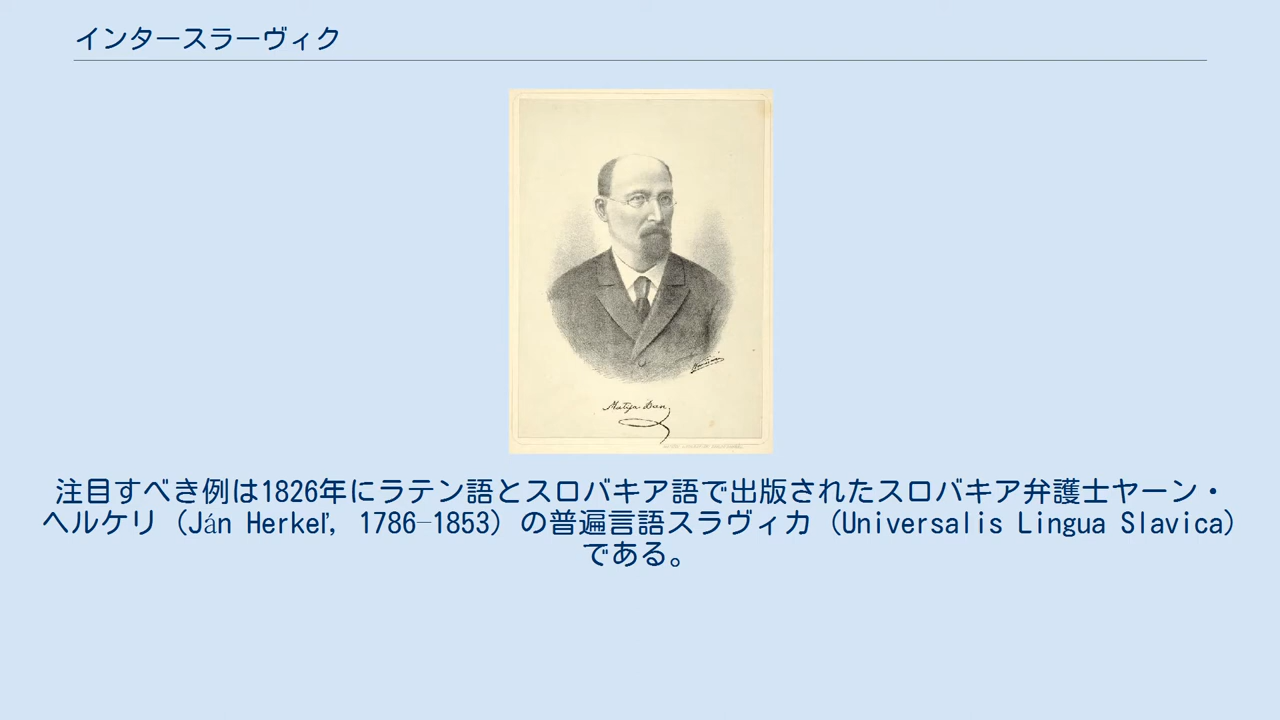 インタースラーヴィク
Matija Ban
注目すべき例は1826年にラテン語とスロバキア語で出版されたスロバキア弁護士ヤーン・
ヘルケリ（Ján Herkeľ, 1786–1853）の普遍言語スラヴィカ（Universalis Lingua Slavica）
である。